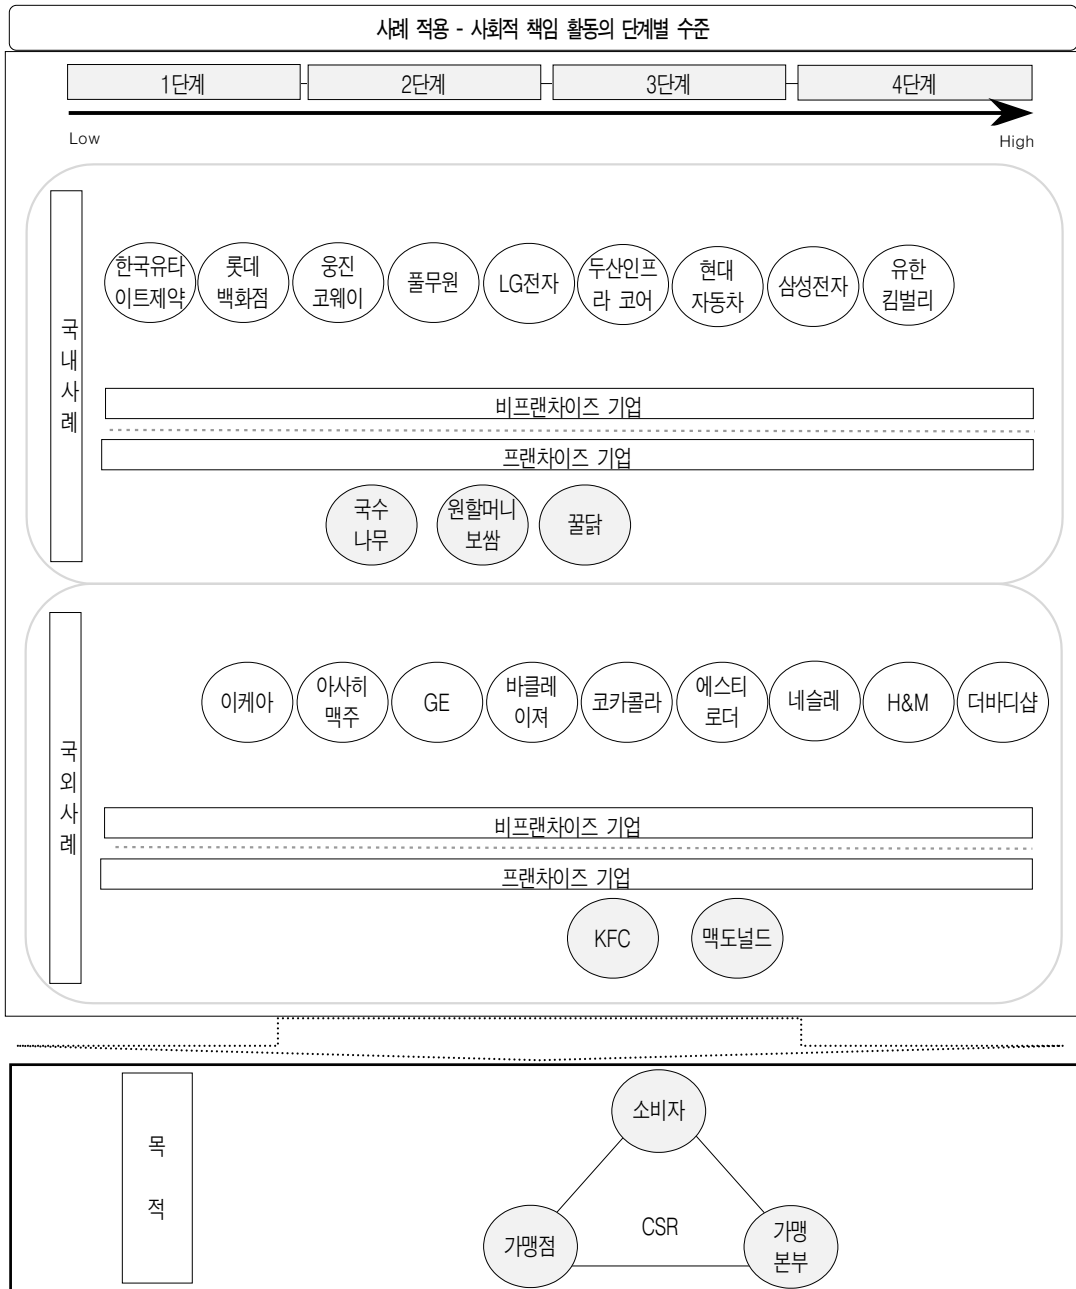 사례 적용 - 사회적 책임 활동의 단계별 수준
1단계
2단계
3단계
4단계
Low
High
국
내
사
례
한국유타
이트제약
롯데
백화점
웅진
코웨이
풀무원
LG전자
두산인프
라 코어
현대
자동차
삼성전자
유한
킴벌리
비프랜차이즈 기업
프랜차이즈 기업
국수
나무
원할머니
보쌈
꿀닭
국
외
사
례
이케아
아사히
맥주
GE
바클레
이져
코카콜라
에스티
로더
네슬레
H&M
더바디샵
비프랜차이즈 기업
프랜차이즈 기업
KFC
맥도널드
목
적
소비자
CSR
가맹점
가맹
본부